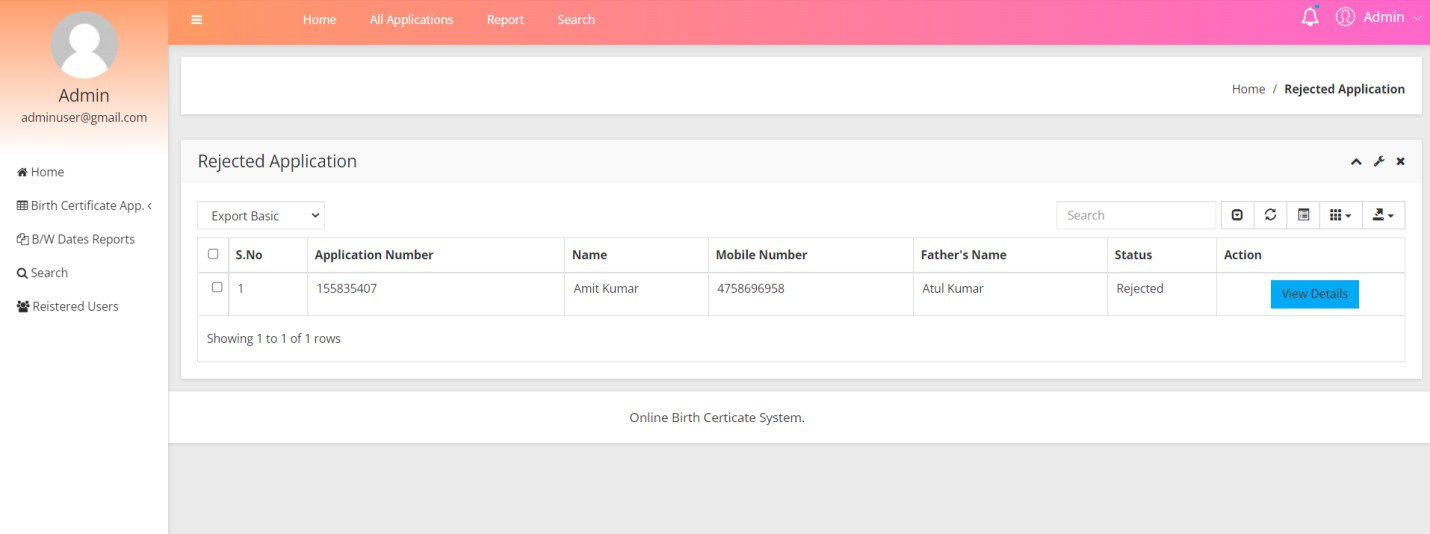 Home All Applications Report Search Admin
Admin
adminuser@gmail.com
Home
Birth Certificate App.
B/W Dates Reports
Search
Reistered Users
Home / Rejected Application
Rejected Application
Export Basic Search
S.No Application Number Name Mobile Number Father's Name Status Action
1 155835407 Amit Kumar 4758696958 Atul Kumar Rejected View Details
Showing 1 to 1 of 1 rows
Online Birth Certicate System.